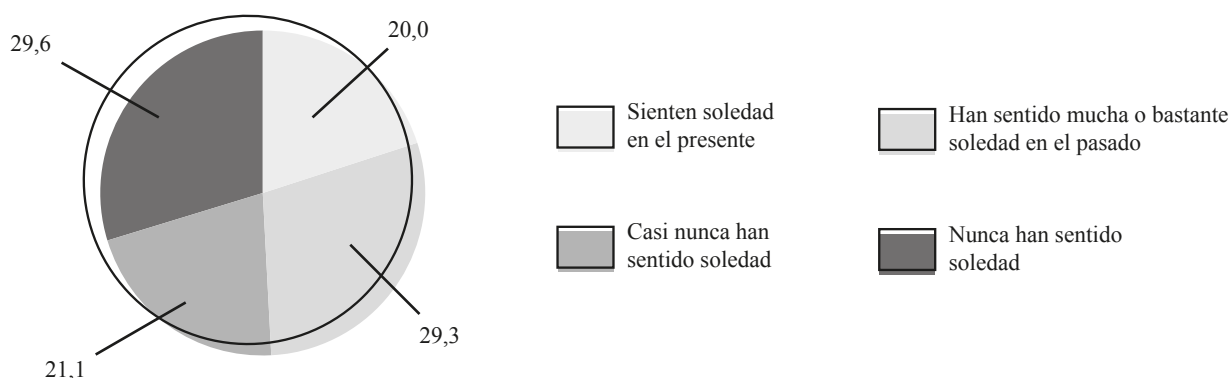 29,6
20,0
29,3
21,1
Sienten soledad
en el presente
Han sentido mucha o bastante
soledad en el pasado
Casi nunca han
sentido soledad
Nunca han sentido
soledad